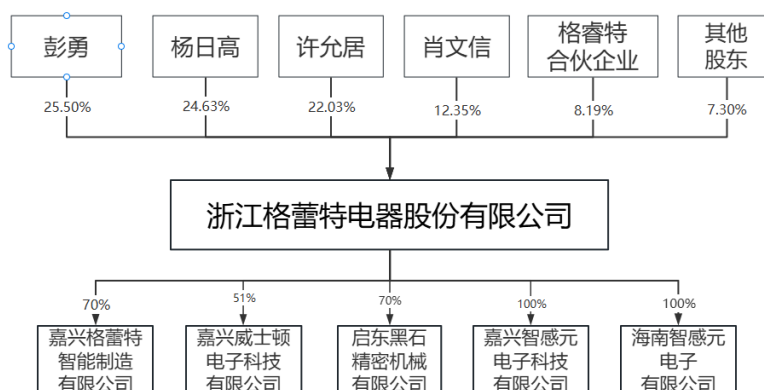 彭勇
杨日高
许允居
肖文信
格睿特
合伙企业
其他
股东
25.50%
24.63%
22.03%
12.35%
8.19%
7.30%
浙江格蕾特电器股份有限公司
70%
51%
70%
100%
100%
嘉兴格蕾特
智能制造
有限公司
嘉兴威士顿
电子科技
有限公司
启东黑石
精密机械
有限公司
嘉兴智感元
电子科技
有限公司
海南智感元
电子
有限公司